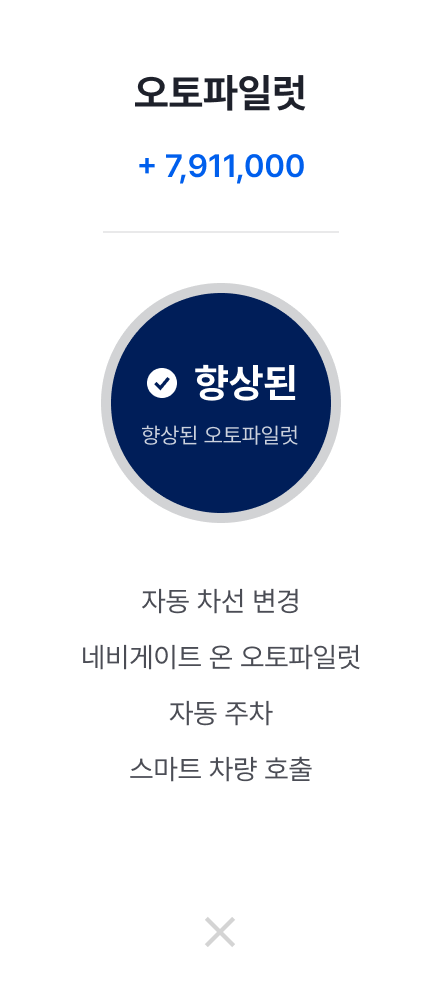 오토파일럿
+ 7,911,000
향상된
향상된 오토파일럿
자동 차선 변경
네비게이트 온 오토파일럿
자동 주차
스마트 차량 호출